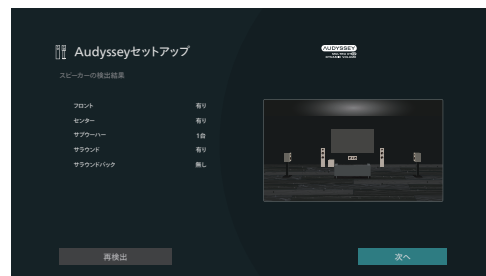 Audysseyセットアップ
AUDYSSEY
スピーカーの検出結果
フロント 有り
センター 有り
サブウーハー 1台
サラウンド 有り
サラウンドバック 無し
再検出
次へ